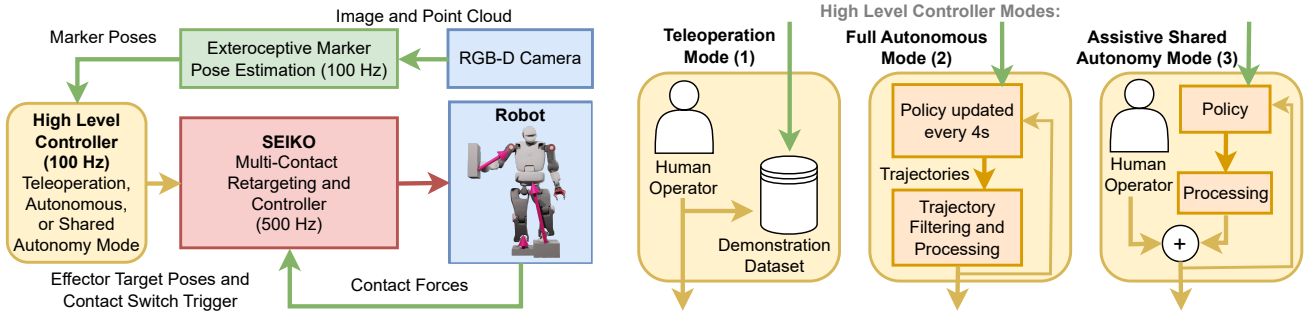 Image and Point Cloud
Marker Poses
Exteroceptive Marker
Pose Estimation (100 Hz)
RGB-D Camera
High Level
Controller
(100 Hz)
Teleoperation,
Autonomous,
or Shared
Autonomy Mode
SEIKO
Multi-Contact
Retargeting and
Controller
(500 Hz)
Robot
Effector Target Poses and
Contact Switch Trigger
Contact Forces
High Level Controller Modes:
Teleoperation
Mode (1)
Human
Operator
Demonstration
Dataset
Full Autonomous
Mode (2)
Policy updated
every 4s
Trajectories
Trajectory
Filtering and
Processing
Assistive Shared
Autonomy Mode (3)
Policy
Human
Operator
Processing
+